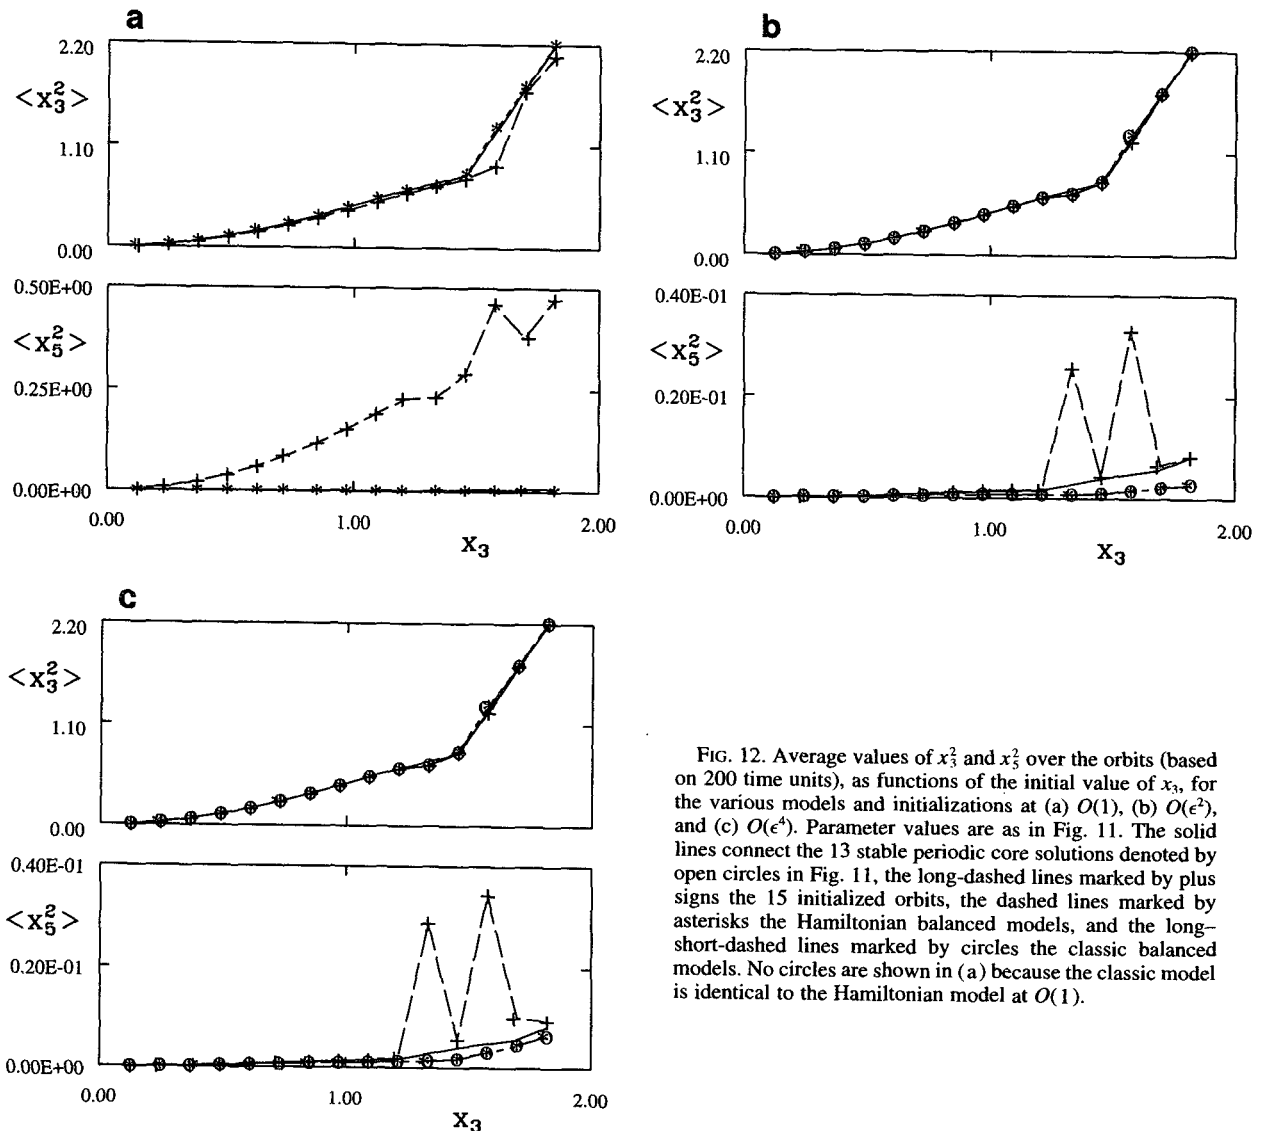 a
2.20
<x₃²>
1.10
0.00
0.50E+00
<x₅²>
0.25E+00
0.00E+00
0.00 1.00 2.00
x₃
b
2.20
<x₃²>
1.10
0.00
0.40E-01
<x₅²>
0.20E-01
0.00E+00
0.00 1.00 2.00
x₃
c
2.20
<x₃²>
1.10
0.00
0.40E-01
<x₅²>
0.20E-01
0.00E+00
0.00 1.00 2.00
x₃
FIG. 12. Average values of x₃² and x₅² over the orbits (based
on 200 time units), as functions of the initial value of x₃, for
the various models and initializations at (a) O(1), (b) O(ϵ²),
and (c) O(ϵ⁴). Parameter values are as in Fig. 11. The solid
lines connect the 13 stable periodic core solutions denoted by
open circles in Fig. 11, the long-dashed lines marked by plus
signs the 15 initialized orbits, the dashed lines marked by
asterisks the Hamiltonian balanced models, and the long–
short-dashed lines marked by circles the classic balanced
models. No circles are shown in (a) because the classic model
is identical to the Hamiltonian model at O(1).